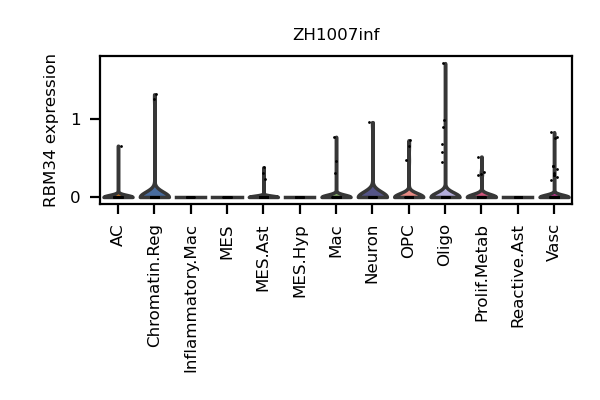 ZH1007inf
RBM34 expression
1
0
AC
Chromatin.Reg
Inflammatory.Mac
MES
MES.Ast
MES.Hyp
Mac
Neuron
OPC
Oligo
Prolif.Metab
Reactive.Ast
Vasc